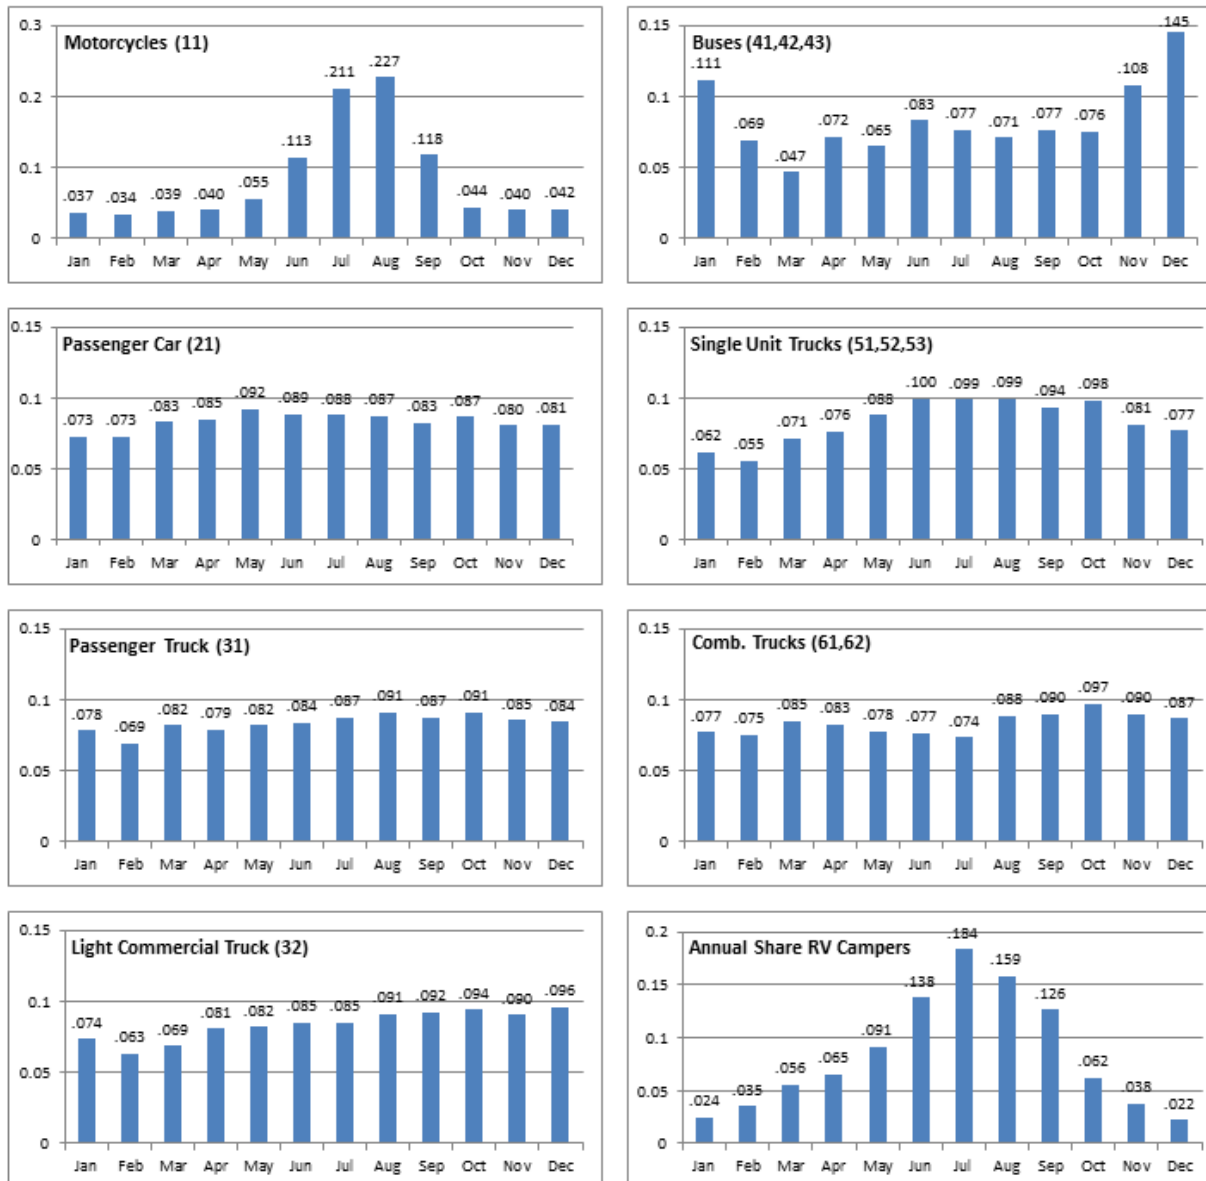 Motorcycles (11)
0.3
0.2
0.1
0
.037 .034 .039 .040 .055 .113 .211 .227 .118 .044 .040 .042
Jan Feb Mar Apr May Jun Jul Aug Sep Oct Nov Dec
Buses (41,42,43)
0.15
0.1
0.05
0
.111 .069 .047 .072 .065 .083 .077 .071 .077 .076 .108 .145
Jan Feb Mar Apr May Jun Jul Aug Sep Oct Nov Dec
Passenger Car (21)
0.15
0.1
0.05
0
.073 .073 .083 .085 .092 .089 .088 .087 .083 .087 .080 .081
Jan Feb Mar Apr May Jun Jul Aug Sep Oct Nov Dec
Single Unit Trucks (51,52,53)
0.15
0.1
0.05
0
.062 .055 .071 .076 .088 .100 .099 .099 .094 .098 .081 .077
Jan Feb Mar Apr May Jun Jul Aug Sep Oct Nov Dec
Passenger Truck (31)
0.15
0.1
0.05
0
.078 .069 .082 .079 .082 .084 .087 .091 .087 .091 .085 .084
Jan Feb Mar Apr May Jun Jul Aug Sep Oct Nov Dec
Comb. Trucks (61,62)
0.15
0.1
0.05
0
.077 .075 .085 .083 .078 .077 .074 .088 .090 .097 .090 .087
Jan Feb Mar Apr May Jun Jul Aug Sep Oct Nov Dec
Light Commercial Truck (32)
0.15
0.1
0.05
0
.074 .063 .069 .081 .082 .085 .085 .091 .092 .094 .090 .096
Jan Feb Mar Apr May Jun Jul Aug Sep Oct Nov Dec
Annual Share RV Campers
0.2
0.15
0.1
0.05
0
.024 .035 .056 .065 .091 .138 .184 .159 .126 .062 .038 .022
Jan Feb Mar Apr May Jun Jul Aug Sep Oct Nov Dec